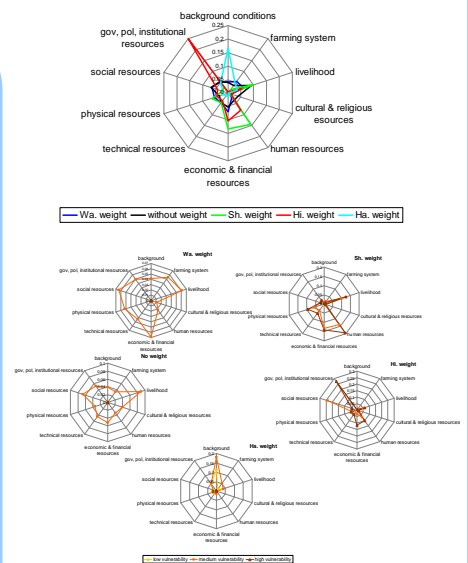 background conditions
0.25
0.2
0.15
0.1
gov, pol, institutional
resources
farming system
social resources
livelihood
physical resources
cultural & religious
esources
technical resources
human resources
economic & financial
resources
Wa. weight without weight Sh. weight Hi. weight Ha. weight
Wa. weight
background
gov, pol, institutional resources
farming system
social resources
livelihood
physical resources
cultural & religious resources
technical resources
human resources
economic & financial
resources
Sh. weight
background
gov, pol, institutional resources
farming system
social resources
livelihood
physical resources
cultural & religious resources
technical resources
human resources
economic & financial resources
No weight
background
gov, pol, institutional resources
farming system
social resources
livelihood
physical resources
cultural & religious resources
technical resources
human resources
economic & financial
resources
Hi. weight
background
gov, pol, institutional resources
farming system
social resources
livelihood
physical resources
cultural & religious resources
technical resources
human resources
economic & financial
resources
Ha. weight
background
gov, pol, institutional resources
farming system
social resources
livelihood
physical resources
cultural & religious resources
technical resources
human resources
economic & financial
resources
low vulnerability medium vulnerability high vulnerability